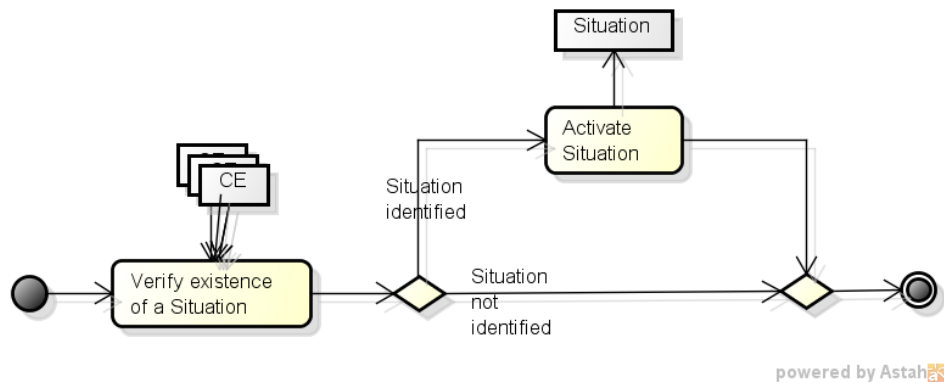 Situation
Activate
Situation
CE
Situation
identified
Verify existence
of a Situation
Situation
not
identified
powered by Astah